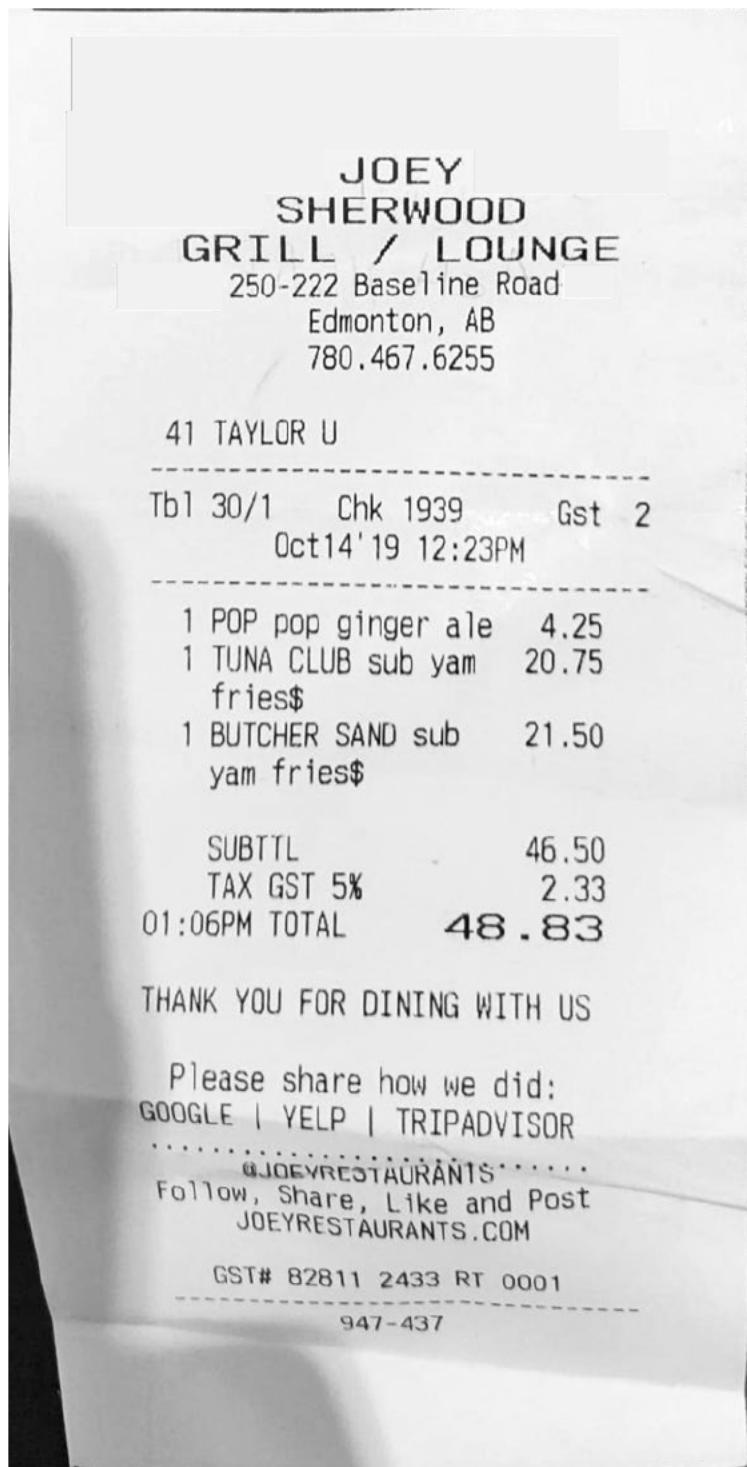 JOEY
SHERWOOD
GRILL / LOUNGE
250-222 Baseline Road
Edmonton, AB
780.467.6255
41 TAYLOR U
Tbl 30/1 Chk 1939 Gst 2
Oct14'19 12:23PM
1 POP pop ginger ale 4.25
1 TUNA CLUB sub yam 20.75
fries$
1 BUTCHER SAND sub 21.50
yam fries$
SUBTTL 46.50
TAX GST 5% 2.33
01:06PM TOTAL 48.83
THANK YOU FOR DINING WITH US
Please share how we did:
GOOGLE | YELP | TRIPADVISOR
@JOEYRESTAURANTS
Follow, Share, Like and Post
JOEYRESTAURANTS.COM
GST# 82811 2433 RT 0001
947-437